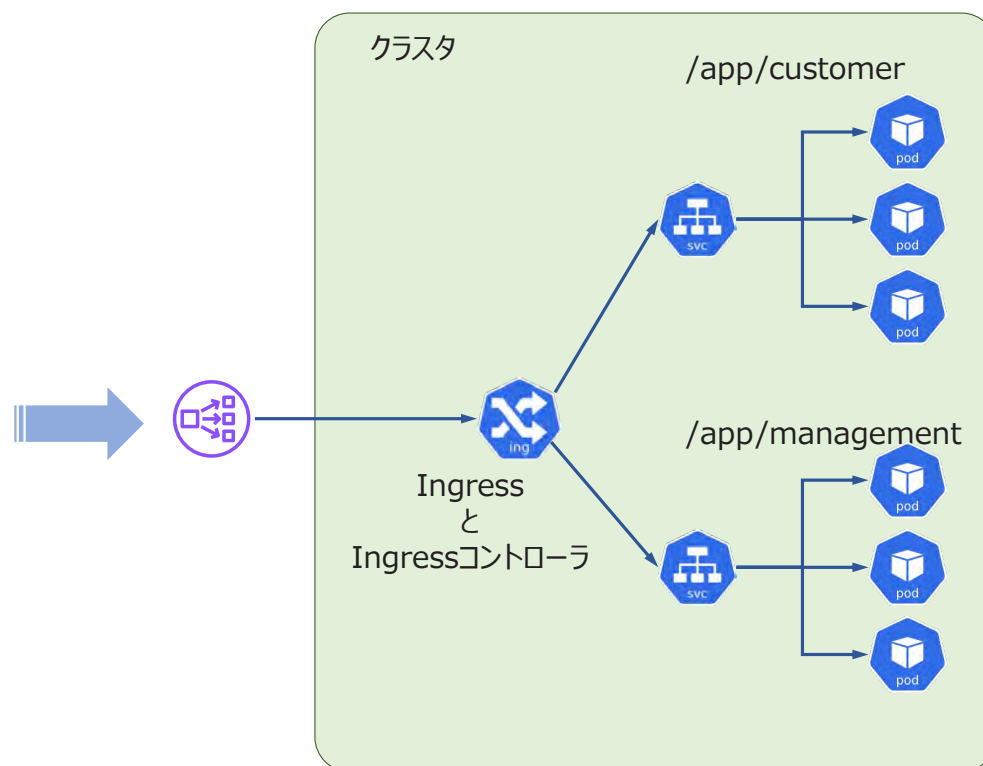 クラスタ
/app/customer
pod
pod
pod
svc
ing
Ingress
と
Ingressコントローラ
/app/management
pod
pod
pod
svc